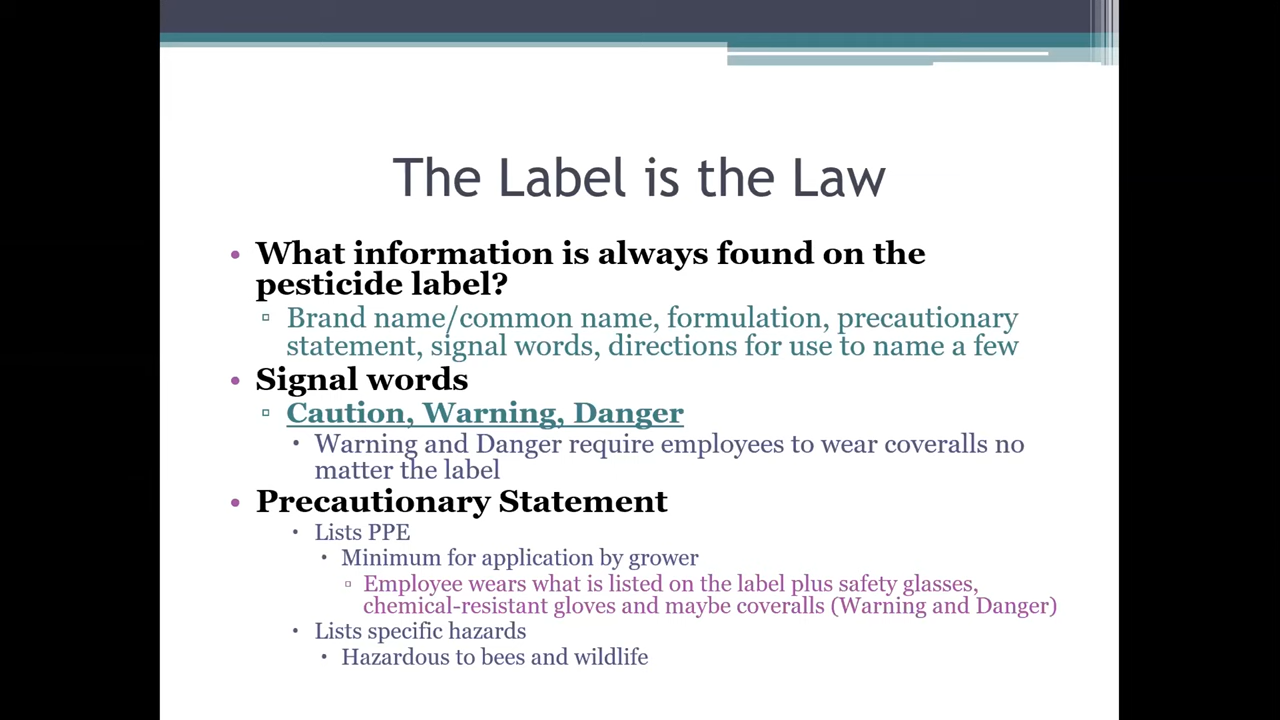 The Label is the Law
• What information is always found on the
pesticide label?
▫ Brand name/common name, formulation, precautionary
statement, signal words, directions for use to name a few
• Signal words
▫ Caution, Warning, Danger
• Warning and Danger require employees to wear coveralls no
matter the label
• Precautionary Statement
• Lists PPE
• Minimum for application by grower
▫ Employee wears what is listed on the label plus safety glasses,
chemical-resistant gloves and maybe coveralls (Warning and Danger)
• Lists specific hazards
• Hazardous to bees and wildlife